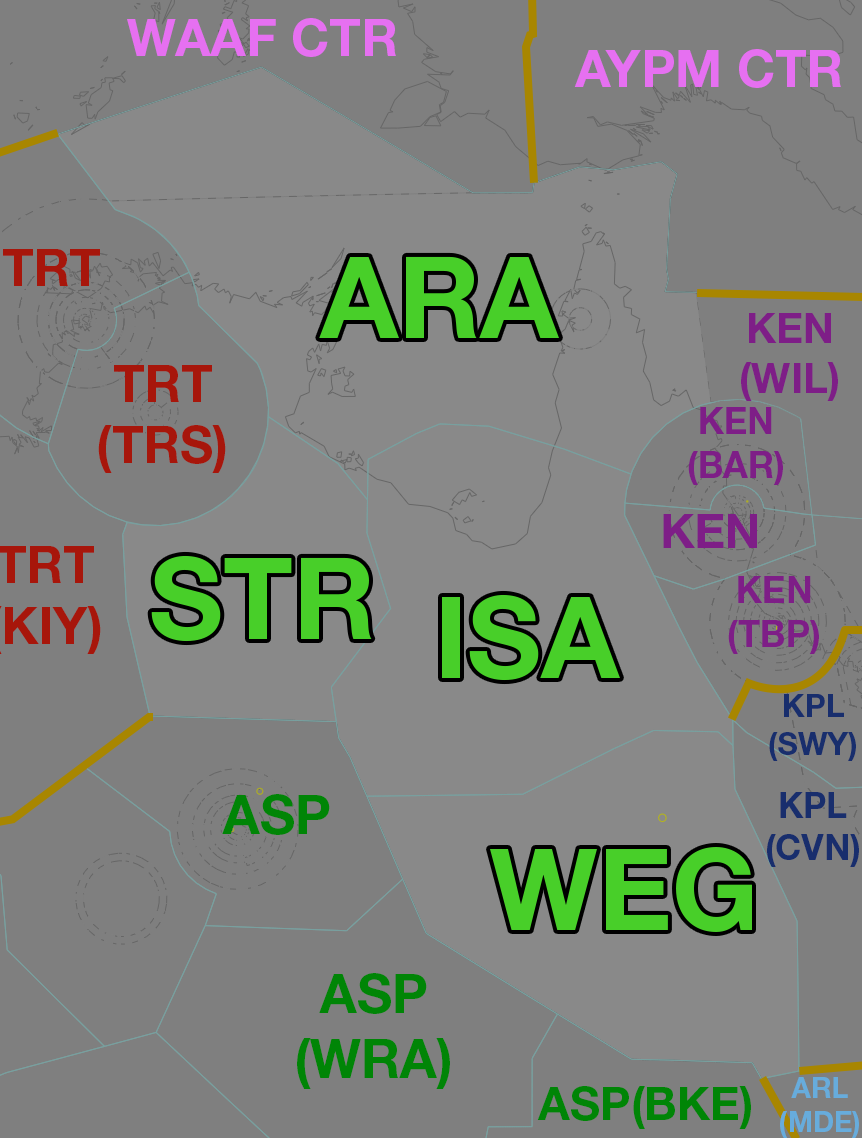 WAAF CTR
AYPM CTR
TRT
ARA
KEN
(WIL)
TRT
(TRS)
KEN
(BAR)
KEN
TRT
(KIY)
STR
ISA
KEN
(TBP)
KPL
(SWY)
ASP
KPL
(CVN)
WEG
ASP
(WRA)
ASP(BKE)
ARL
(MDE)